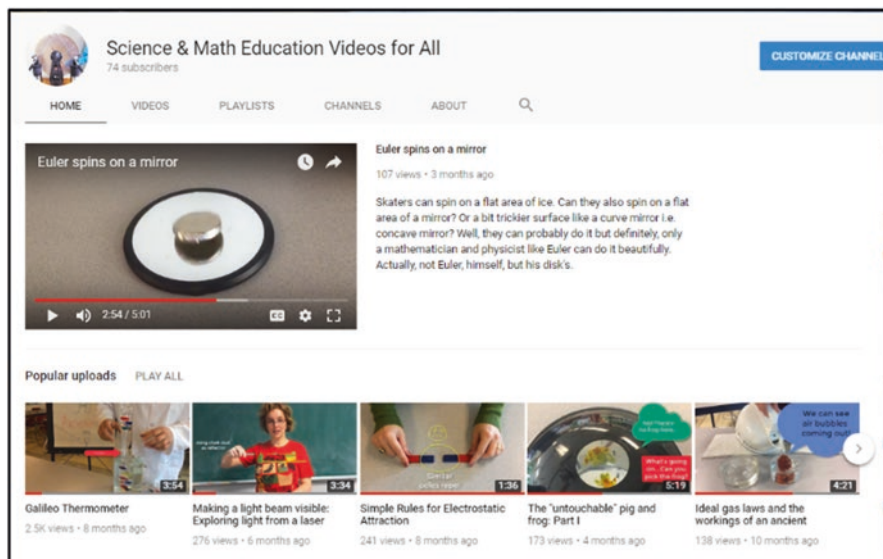 Science & Math Education Videos for All
74 subscribers
CUSTOMIZE CHANNEL
HOME VIDEOS PLAYLISTS CHANNELS ABOUT
Euler spins on a mirror
2:54 / 5:01
CC
Euler spins on a mirror
107 views • 3 months ago
Skaters can spin on a flat area of ice. Can they also spin on a flat
area of a mirror? Or a bit trickier surface like a curve mirror i.e.
concave mirror? Well, they can probably do it but definitely, only
a mathematician and physicist like Euler can do it beautifully.
Actually, not Euler, himself, but his disk's.
Popular uploads PLAY ALL
3:54
Galileo Thermometer
2.5K views • 8 months ago
3:34
Making a light beam visible:
Exploring light from a laser
276 views • 6 months ago
Similar
poles repel
1:36
Simple Rules for Electrostatic
Attraction
241 views • 8 months ago
What's going
on...Can you
pick the frog?
5:19
The "untouchable" pig and
frog: Part I
173 views • 4 months ago
We can see
air bubbles
coming out!
4:21
Ideal gas laws and the
workings of an ancient
138 views • 10 months ago